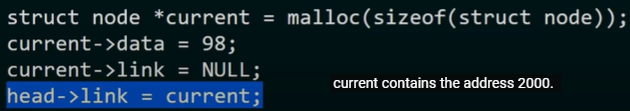 struct node *current = malloc(sizeof(struct node));
current->data = 98;
current->link = NULL;
head->link = current;
current contains the address 2000.